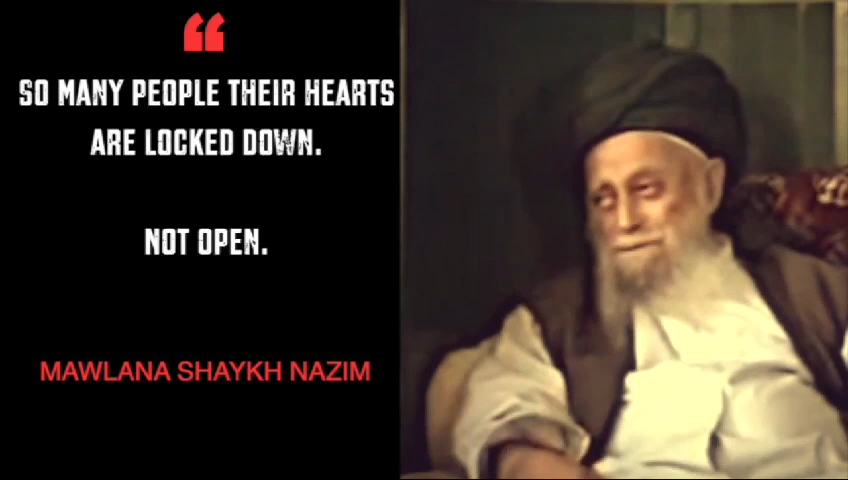 “
SO MANY PEOPLE THEIR HEARTS
ARE LOCKED DOWN.
NOT OPEN.
MAWLANA SHAYKH NAZIM